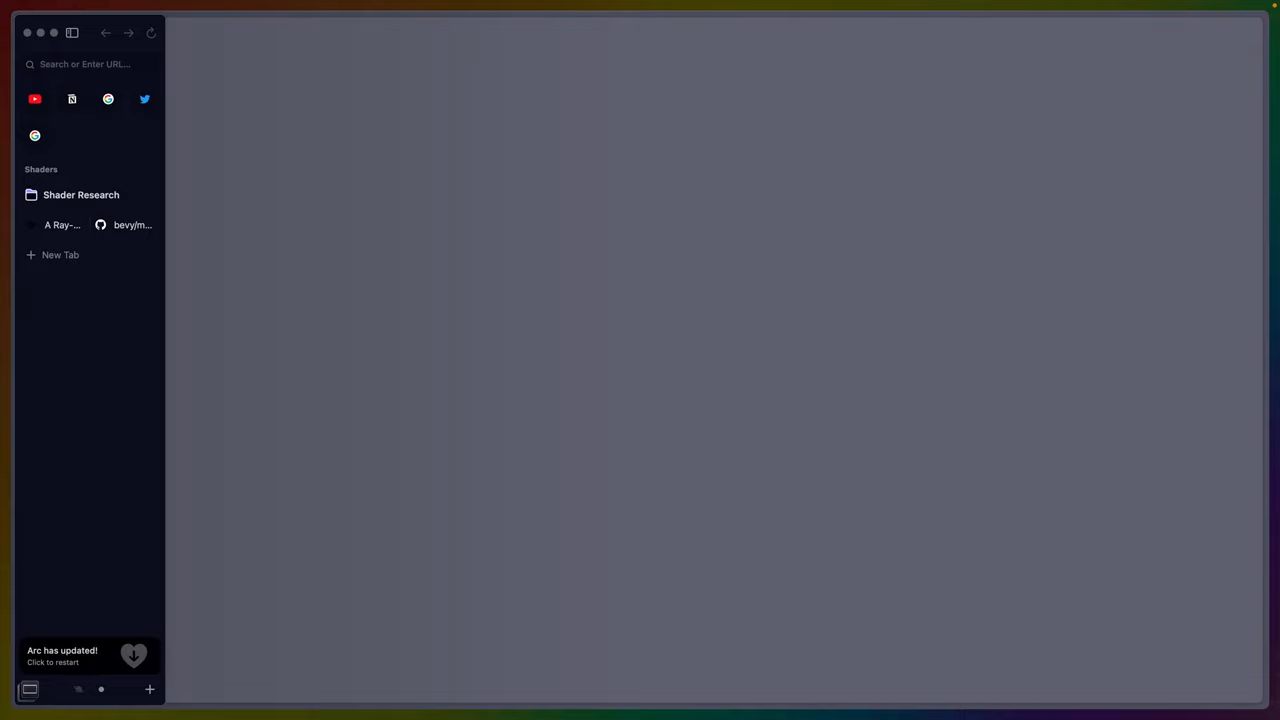 Search or Enter URL...
Shaders
Shader Research
A Ray-...
bevy/m...
New Tab
Arc has updated!
Click to restart